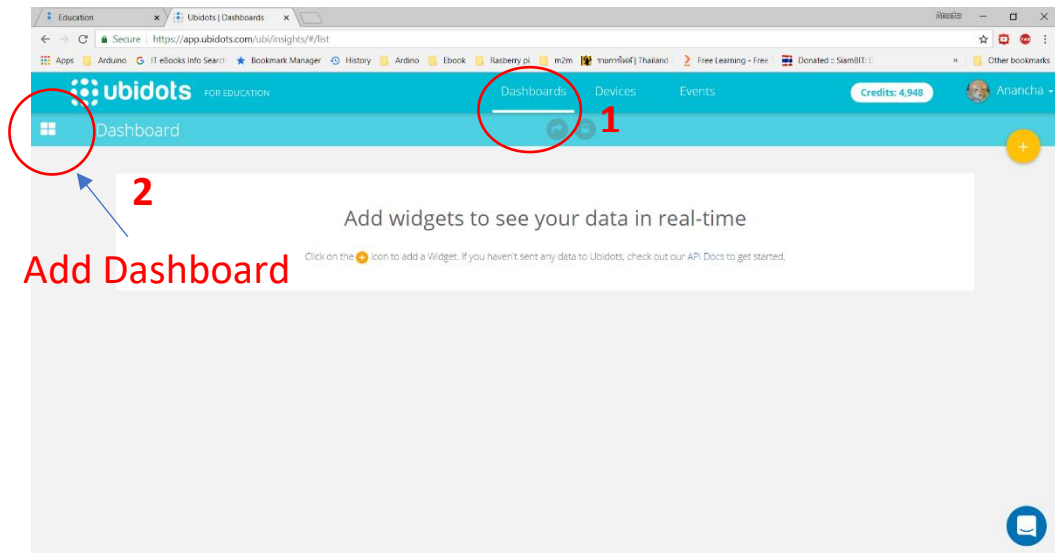 Education
Ubidots | Dashboards
Secure | https://app.ubidots.com/ubi/insights/#/list
Apps Arduino IT eBooks Info Search Bookmark Manager History Ardino Ebook Rasberry pi m2m Thailand Free Learning - Free Donated :: SiamBIT: Other bookmarks
ubidots FOR EDUCATION Dashboards Devices Events Credits: 4,948 Anancha
Dashboard 1
+
2
Add widgets to see your data in real-time
Click on the + icon to add a Widget. If you haven't sent any data to Ubidots, check out our API Docs to get started.
Add Dashboard